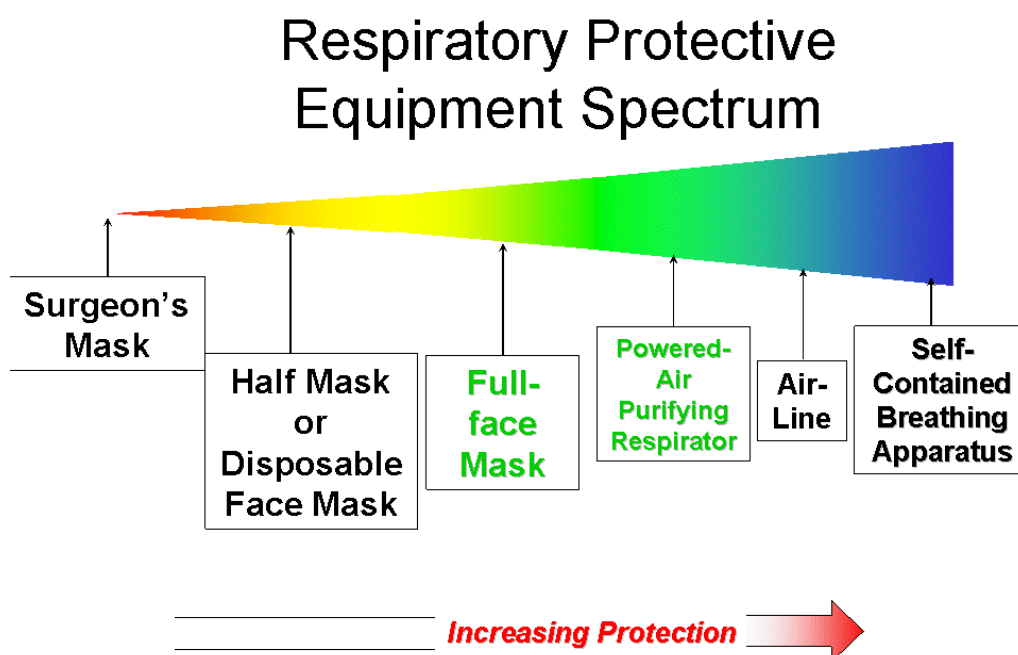 Respiratory Protective
Equipment Spectrum
Surgeon’s
Mask
Half Mask
or
Disposable
Face Mask
Full-
face
Mask
Powered-
Air
Purifying
Respirator
Air-
Line
Self-
Contained
Breathing
Apparatus
Increasing Protection